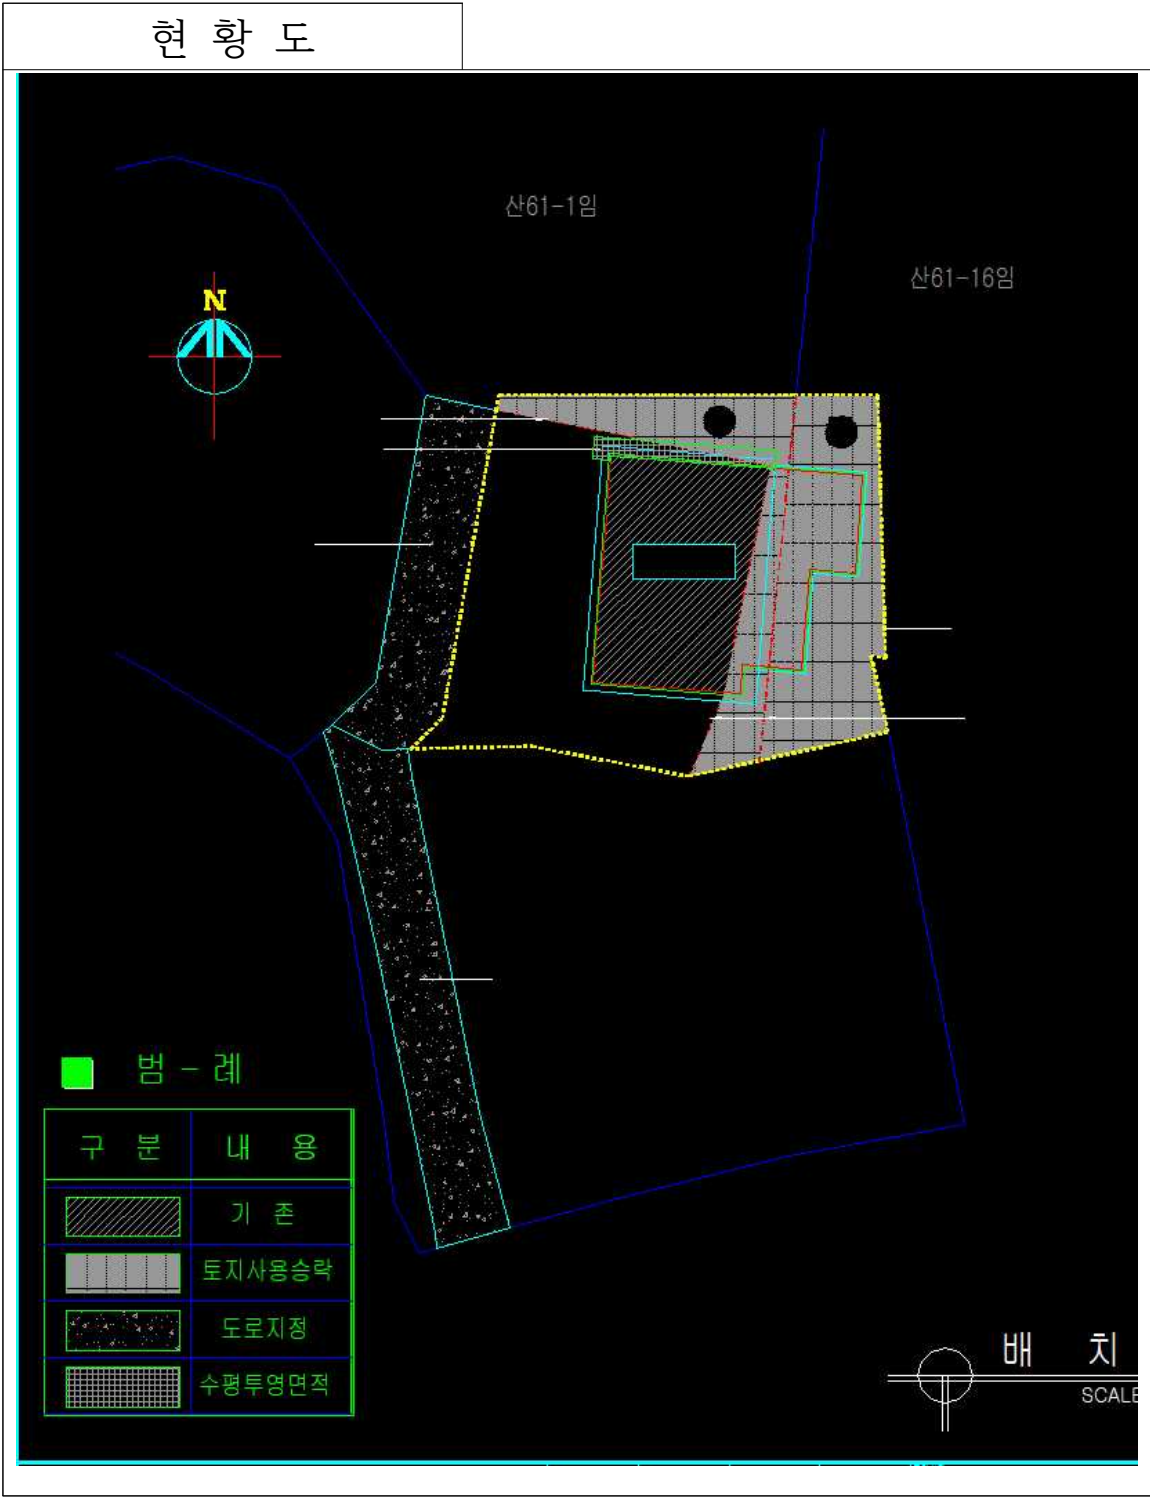 현 황 도
산61-1임
산61-16임
N
범 - 례
구 분 내 용
기 존
토지사용승락
도로지정
수평투영면적
배 치
SCALE